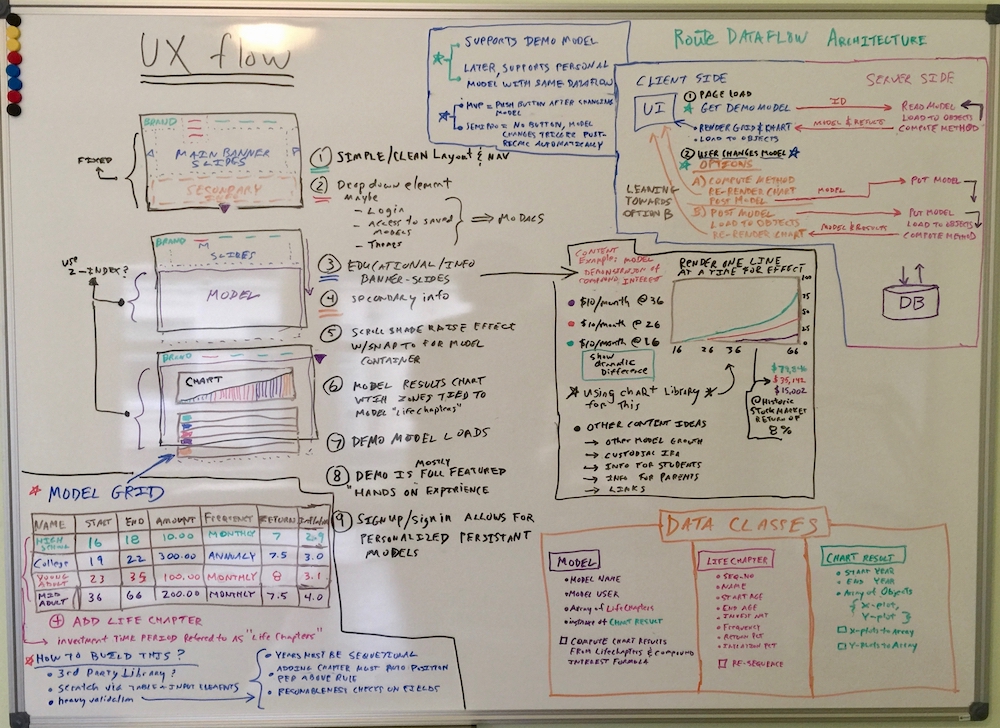 UX flow
BRAND
MAIN BANNER
SLIDES
SECONDARY
INFO
FIXED
BRAND
SLIDES
MODEL
USE
Z-INDEX?
BRAND
CHART
① SIMPLE/CLEAN LAYOUT & NAV
② Drop down element
Maybe
- Login
- Access to saved
MODELS
- Themes
⇒ MODALS
③ EDUCATIONAL/INFO
BANNER-SLIDES
④ SECONDARY INFO
⑤ SCROLL SHADE RAISE EFFECT
W/SNAP TO FOR MODEL
CONTAINER
⑥ MODEL RESULTS CHART
WITH ZONES TIED TO
MODEL "LifeChapters"
⑦ DEMO MODEL LOADS
⑧ DEMO IS MOSTLY FULL FEATURED
"HANDS ON" EXPERIENCE
⑨ SIGNUP/signin ALLOWS FOR
PERSONALIZED PERSISTANT
MODELS
SUPPORTS DEMO MODEL
LATER, SUPPORTS PERSONAL
MODEL WITH SAME DATAFLOW
MVP = PUSH BUTTON AFTER CHANGING
MODEL
SEMI PRO = NO BUTTON, MODEL
CHANGES TRIGGER POST-
RECALC AUTOMATICALLY
Route DATAFLOW ARCHITECTURE
CLIENT SIDE
SERVER SIDE
UI
① PAGE LOAD
GET DEMO MODEL
ID
READ MODEL
LOAD TO OBJECTS
COMPUTE METHOD
MODEL & RESULTS
• RENDER GRID & CHART
• LOAD TO OBJECTS
② USER CHANGES MODEL
OPTIONS
A) COMPUTE METHOD
RE-RENDER CHART
POST MODEL
MODEL
PUT MODEL
LEANING
TOWARDS
OPTION B
B) POST MODEL
LOAD TO OBJECTS
RE-RENDER CHART
MODEL & RESULTS
PUT MODEL
LOAD TO OBJECTS
COMPUTE METHOD
DB
CONTENT
EXAMPLES: MODEL
DEMONSTRATION OF
COMPOUND INTEREST
RENDER ONE LINE
AT A TIME FOR EFFECT
• $10/month @ 36
• $10/month @ 26
• $10/month @ 16
Show
dramatic
Difference
100
75
50
25
0
16 26 36 66
$35,142
$15,002
@ HISTORIC
STOCK MARKET
RETURN OF
8%
* USING CHART LIBRARY *
for This
• OTHER CONTENT IDEAS
→ OTHER MODEL GROWTH
→ CUSTODIAL IRA
→ INFO FOR STUDENTS
→ INFO FOR PARENTS
→ LINKS
* MODEL GRID
NAME START END AMOUNT FREQUENCY RETURN Inflation
HIGH SCHOOL 16 18 10.00 MONTHLY 7 2.9
College 19 22 300.00 ANNUALY 7.5 3.0
YOUNG ADULT 23 35 100.00 MONTHLY 8 3.1
MID ADULT 36 66 200.00 MONTHLY 7.5 4.0
+ ADD LIFE CHAPTER
→ investment TIME PERIOD Refered to AS "Life Chapters"
* HOW TO BUILD THIS?
• 3rd Party Library?
• scratch via TABLE + INPUT ELEMENTS
• heavy validation
• YEARS MUST BE SEQUENTIONAL
• ADDING CHAPTER MUST AUTO POSITION
PER ABOVE RULE
• RESONABLENESS CHECKS ON FIELDS
DATA CLASSES
MODEL
• MODEL NAME
• MODEL USER
• Array of LifeChapters
• instance of CHART RESULT
□ COMPUTE CHART RESULTS
FROM LifeChapters & COMPOUND
INTEREST FORMULA
LIFE CHAPTER
• SEQ-NO
• NAME
• START AGE
• END AGE
• INVEST AMT
• Frequency
• RETURN PCT
• INFLATION PCT
□ RE-SEQUENCE
CHART RESULT
• START YEAR
• END YEAR
• Array of Objects
{ X-plot,
Y-plot }
□ X-plots to Array
□ Y-plots to Array